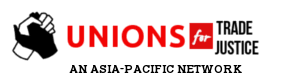 UNIONS for TRADE JUSTICE
AN ASIA-PACIFIC NETWORK